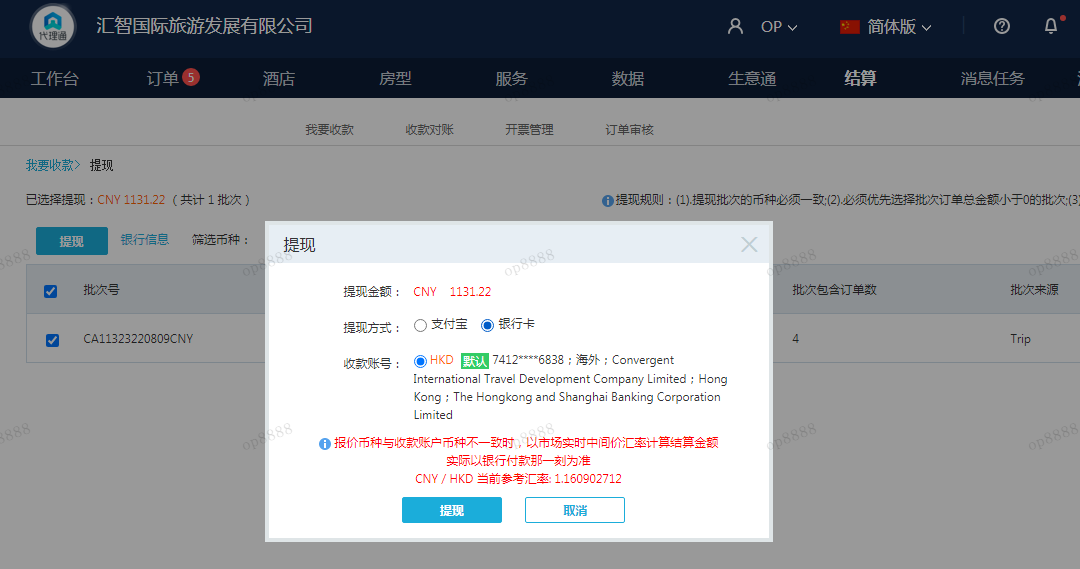 代理通
汇智国际旅游发展有限公司
OP
简体版
工作台
订单 5
酒店
房型
服务
数据
生意通
结算
消息任务
我要收款
收款对账
开票管理
订单审核
我要收款> 提现
已选择提现：CNY 1131.22 （ 共计 1 批次 ）
提现规则：(1).提现批次的币种必须一致;(2).必须优先选择批次订单总金额小于0的批次;(3)
提现
银行信息
筛选币种：
批次号
批次包含订单数
批次来源
CA11323220809CNY
4
Trip
提现
提现金额： CNY 1131.22
提现方式： 支付宝 银行卡
收款账号： HKD 默认 7412****6838；海外；Convergent
International Travel Development Company Limited；Hong
Kong；The Hongkong and Shanghai Banking Corporation
Limited
报价币种与收款账户币种不一致时，以市场实时中间价汇率计算结算金额
实际以银行付款那一刻为准
CNY / HKD 当前参考汇率: 1.160902712
提现
取消
op8888
op8888
op8888
op8888
op8888
op8888
op8888
op8888
op8888
op8888